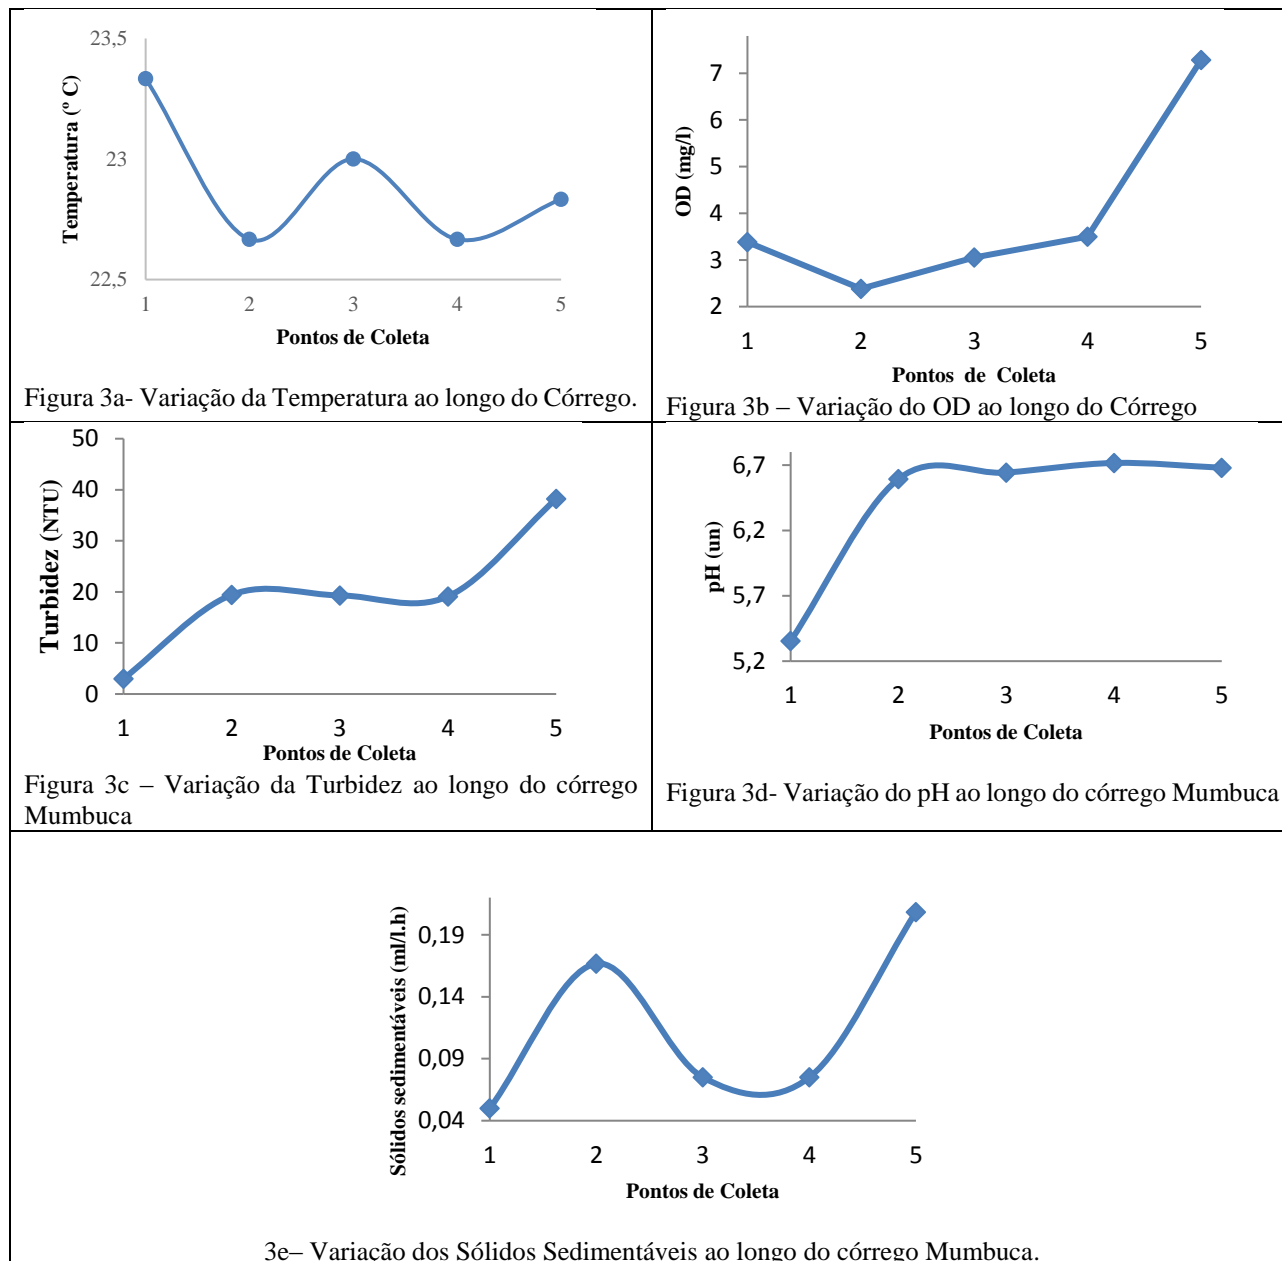 23,5
23
22,5
Temperatura (º C)
1 2 3 4 5
Pontos de Coleta
Figura 3a- Variação da Temperatura ao longo do Córrego.
7
6
5
4
3
2
OD (mg/l)
1 2 3 4 5
Pontos de Coleta
Figura 3b – Variação do OD ao longo do Córrego
50
40
30
20
10
0
Turbidez (NTU)
1 2 3 4 5
Pontos de Coleta
Figura 3c – Variação da Turbidez ao longo do córrego
Mumbuca
6,7
6,2
5,7
5,2
pH (un)
1 2 3 4 5
Pontos de Coleta
Figura 3d- Variação do pH ao longo do córrego Mumbuca
0,19
0,14
0,09
0,04
Sólidos sedimentáveis (ml/l.h)
1 2 3 4 5
Pontos de Coleta
3e– Variação dos Sólidos Sedimentáveis ao longo do córrego Mumbuca.